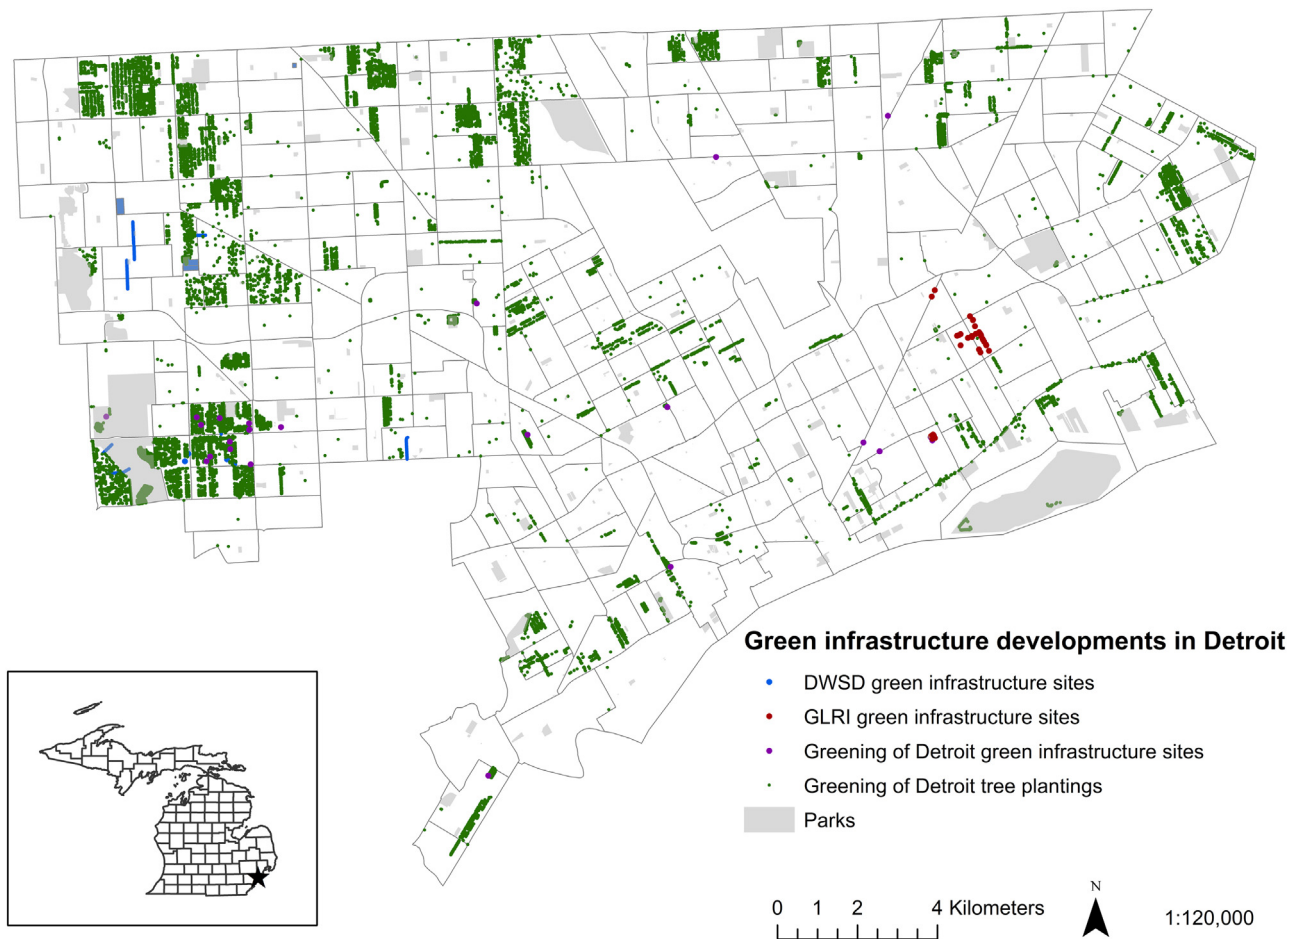 Green infrastructure developments in Detroit
DWSD green infrastructure sites
GLRI green infrastructure sites
Greening of Detroit green infrastructure sites
Greening of Detroit tree plantings
Parks
0 1 2 4 Kilometers
N
1:120,000